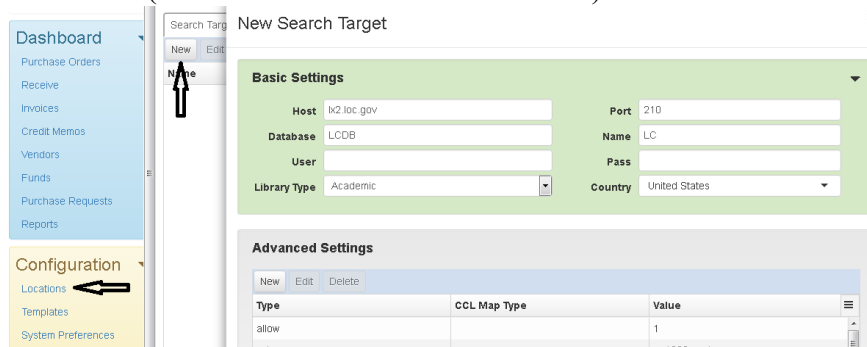 Dashboard
Purchase Orders
Receive
Invoices
Credit Memos
Vendors
Funds
Purchase Requests
Reports
Configuration
Locations
Templates
System Preferences
Search Targ
New Edit
New Search Target
Basic Settings
Host lx2.loc.gov Port 210
Database LCDB Name LC
User Pass
Library Type Academic Country United States
Advanced Settings
New Edit Delete
Type CCL Map Type Value
allow 1